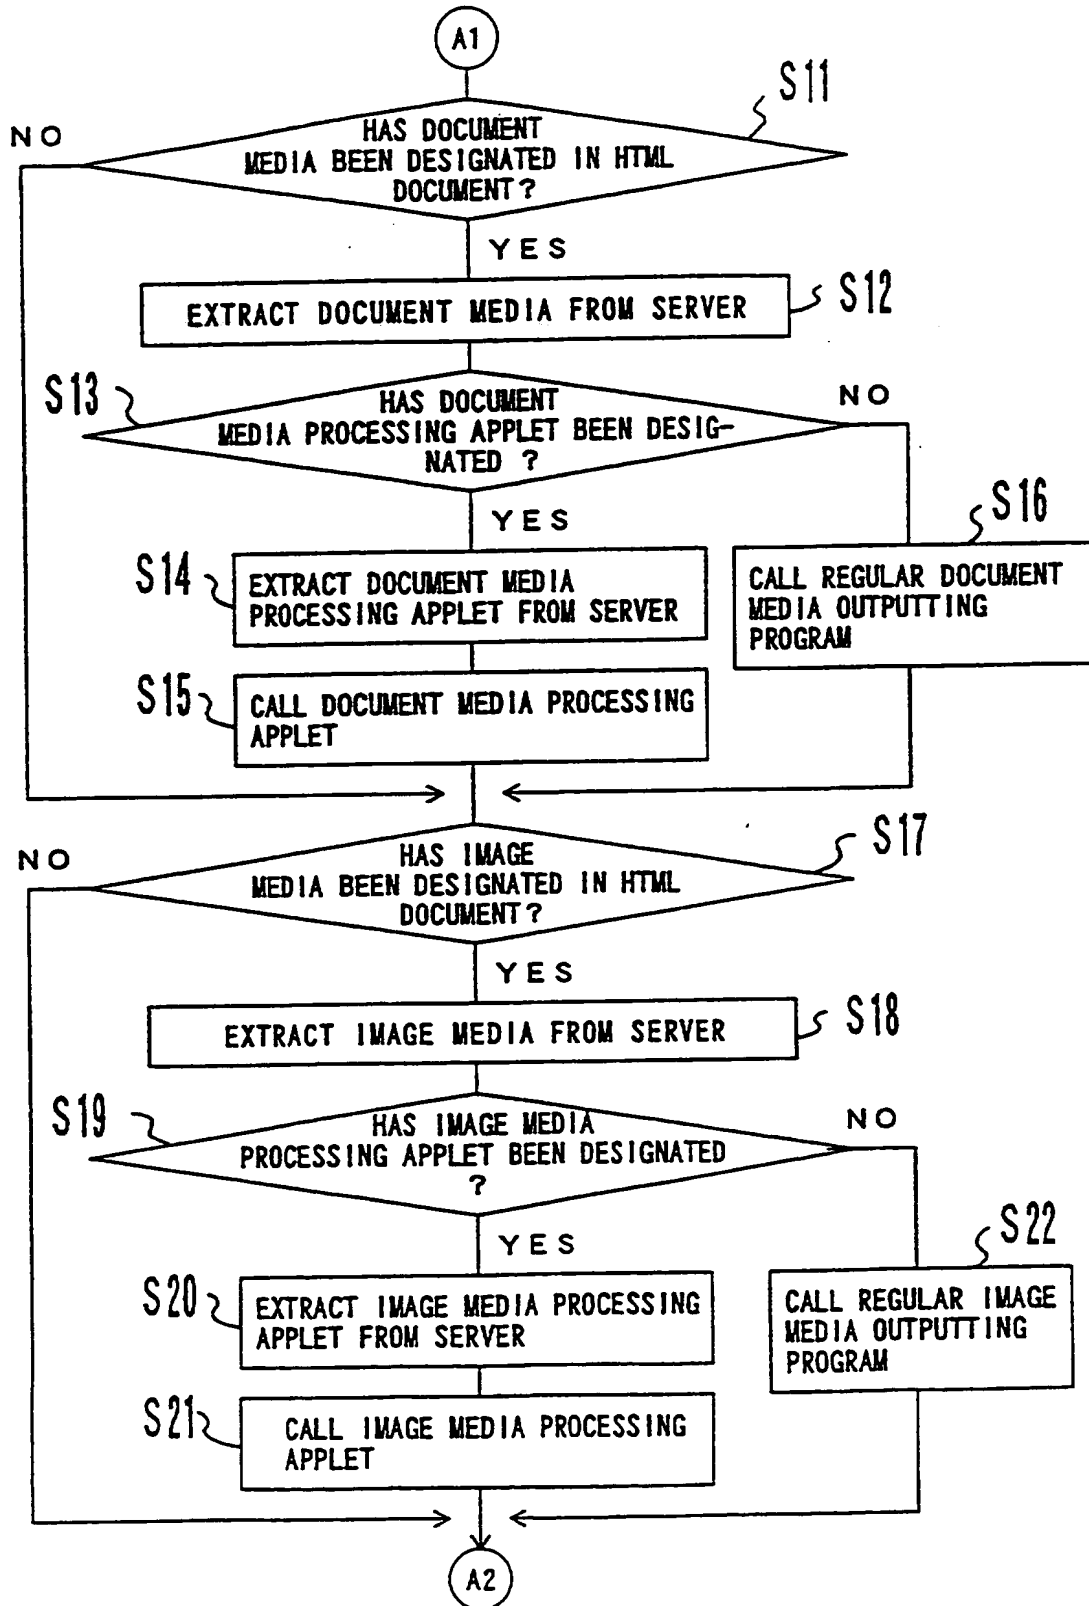 A1
S11
NO
HAS DOCUMENT
MEDIA BEEN DESIGNATED IN HTML
DOCUMENT?
YES
S12
EXTRACT DOCUMENT MEDIA FROM SERVER
S13
HAS DOCUMENT
NO
MEDIA PROCESSING APPLET BEEN DESIG-
NATED ?
YES
S16
S14
EXTRACT DOCUMENT MEDIA
PROCESSING APPLET FROM SERVER
CALL REGULAR DOCUMENT
MEDIA OUTPUTTING
PROGRAM
S15
CALL DOCUMENT MEDIA PROCESSING
APPLET
S17
NO
HAS IMAGE
MEDIA BEEN DESIGNATED IN HTML
DOCUMENT?
YES
S18
EXTRACT IMAGE MEDIA FROM SERVER
S19
HAS IMAGE MEDIA
NO
PROCESSING APPLET BEEN DESIGNATED
?
YES
S22
S20
EXTRACT IMAGE MEDIA PROCESSING
APPLET FROM SERVER
CALL REGULAR IMAGE
MEDIA OUTPUTTING
PROGRAM
S21
CALL IMAGE MEDIA PROCESSING
APPLET
A2